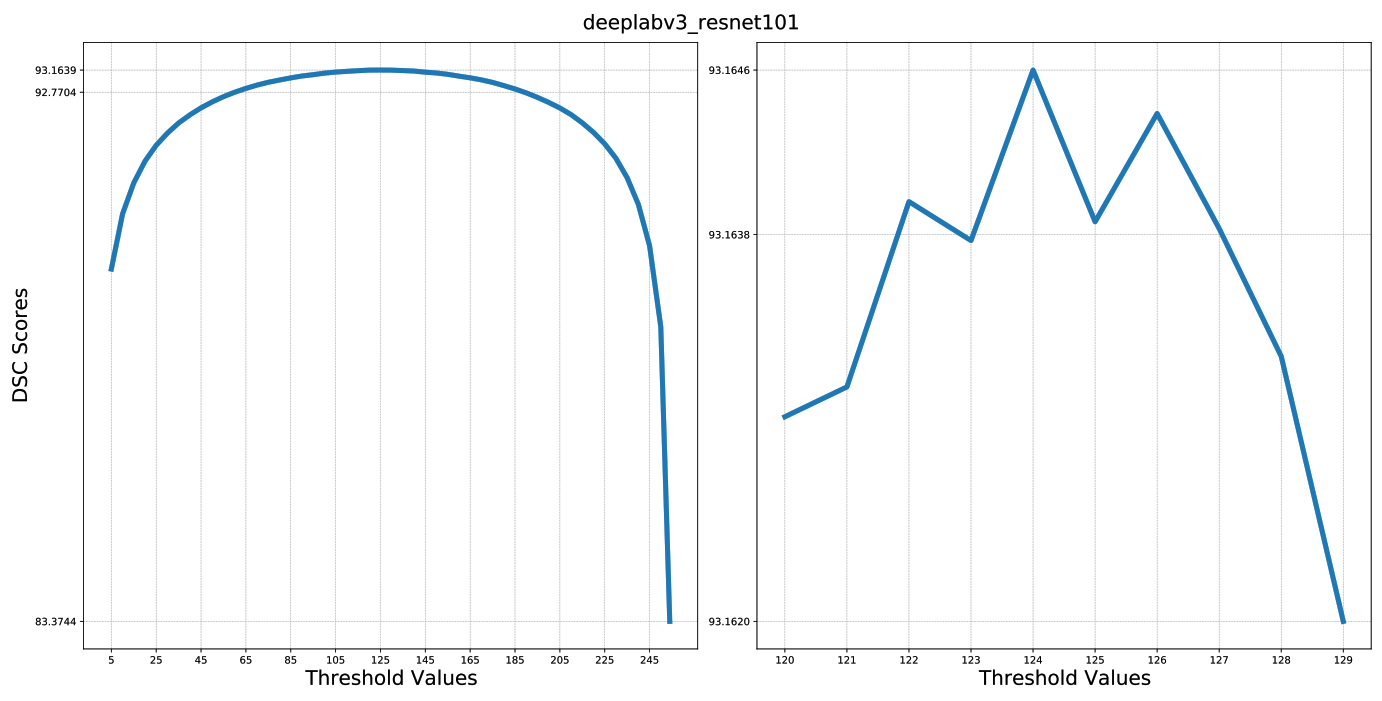 deeplabv3_resnet101
DSC Scores
93.1639
92.7704
83.3744
5 25 45 65 85 105 125 145 165 185 205 225 245
Threshold Values
93.1646
93.1638
93.1620
120 121 122 123 124 125 126 127 128 129
Threshold Values